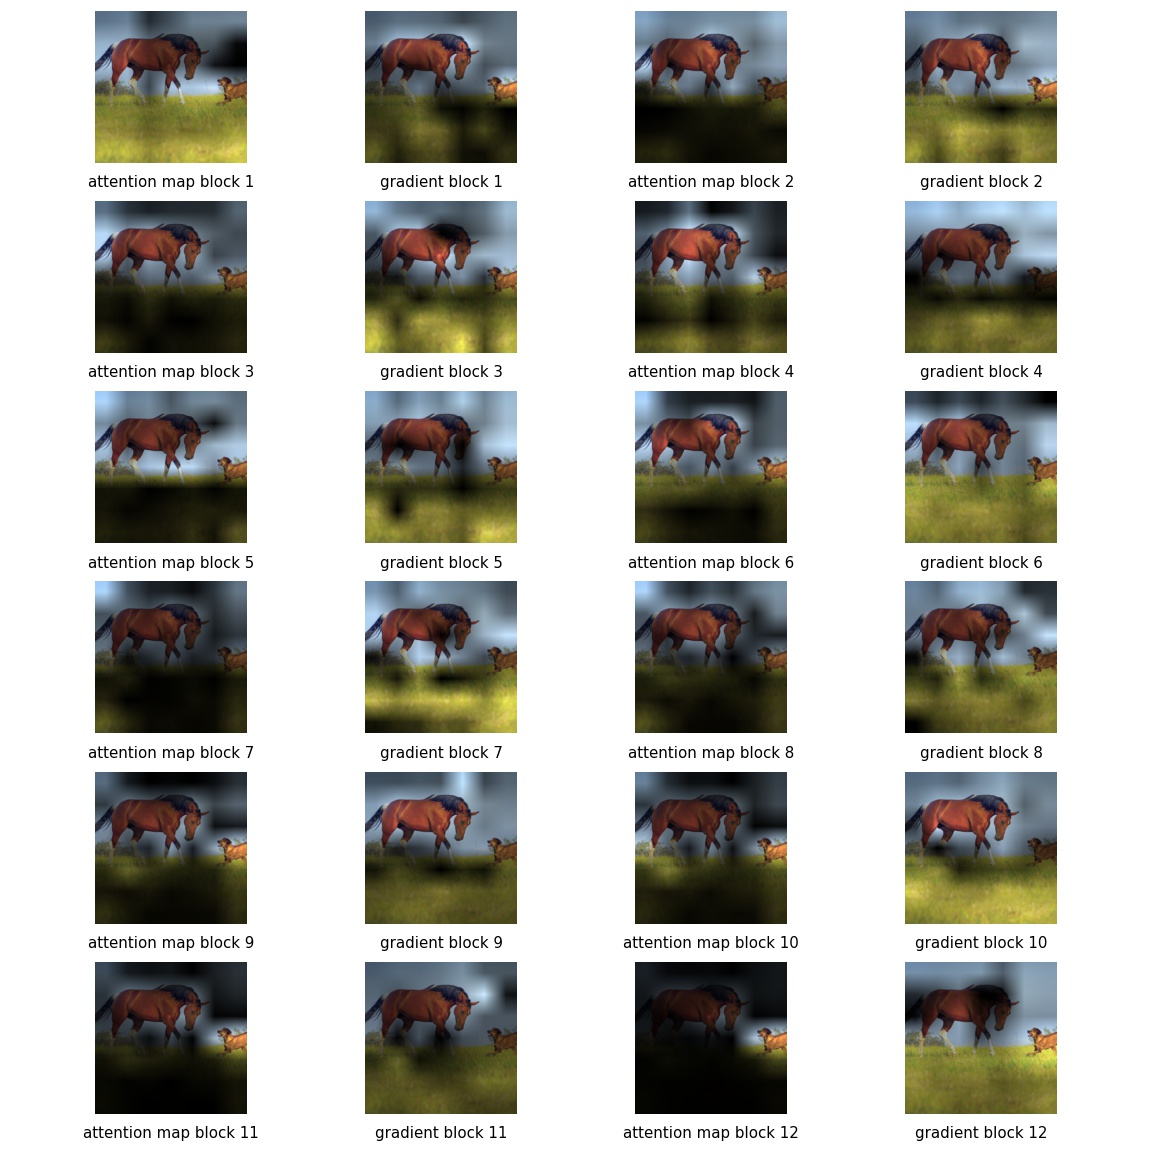 attention map block 1
gradient block 1
attention map block 2
gradient block 2
attention map block 3
gradient block 3
attention map block 4
gradient block 4
attention map block 5
gradient block 5
attention map block 6
gradient block 6
attention map block 7
gradient block 7
attention map block 8
gradient block 8
attention map block 9
gradient block 9
attention map block 10
gradient block 10
attention map block 11
gradient block 11
attention map block 12
gradient block 12